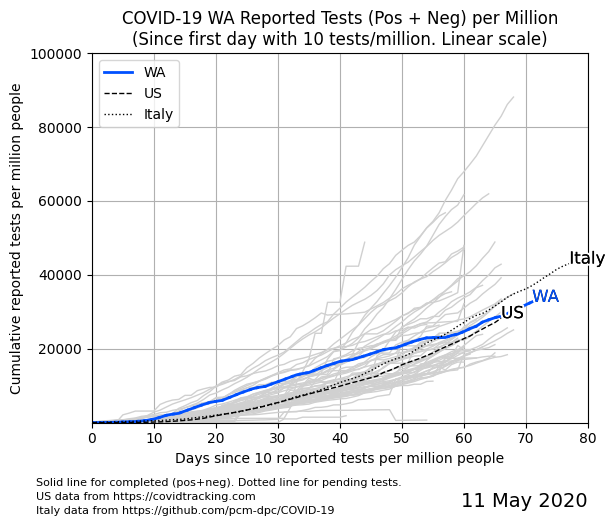 COVID-19 WA Reported Tests (Pos + Neg) per Million
(Since first day with 10 tests/million. Linear scale)
100000
80000
60000
40000
20000
Cumulative reported tests per million people
WA
US
Italy
Italy
WA
US
0 10 20 30 40 50 60 70 80
Days since 10 reported tests per million people
Solid line for completed (pos+neg). Dotted line for pending tests.
US data from https://covidtracking.com
Italy data from https://github.com/pcm-dpc/COVID-19
11 May 2020